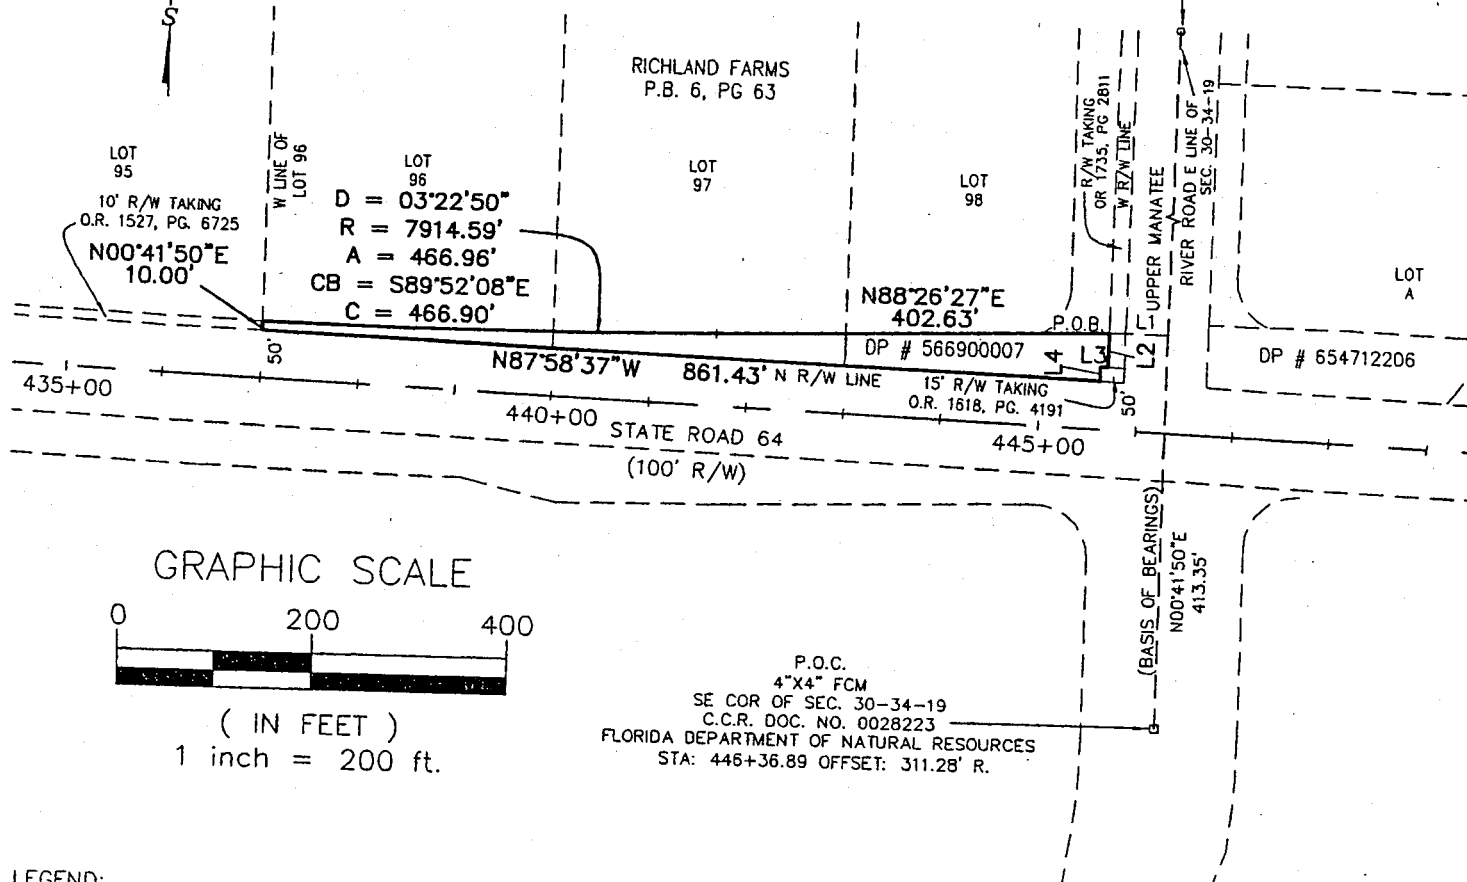 S
RICHLAND FARMS
P.B. 6, PG 63
LOT
95
W LINE OF
LOT 96
LOT
96
LOT
97
LOT
98
R/W TAKING
OR 1735, PG 2811
W R/W LINE
UPPER MANATEE
RIVER ROAD E LINE OF
SEC. 30-34-19
LOT
A
10' R/W TAKING
O.R. 1527, PG. 6725
N00°41'50"E
10.00'
D = 03°22'50"
R = 7914.59'
A = 466.96'
CB = S89°52'08"E
C = 466.90'
N88°26'27"E
402.63'
P.O.B.
L1
DP # 566900007
L4
L3
L2
DP # 654712206
50'
N87°58'37"W 861.43' N R/W LINE
15' R/W TAKING
O.R. 1618, PG. 4191
50'
435+00
440+00
445+00
STATE ROAD 64
(100' R/W)
(BASIS OF BEARINGS)
N00°41'50"E
413.35'
GRAPHIC SCALE
0 200 400
( IN FEET )
1 inch = 200 ft.
P.O.C.
4"X4" FCM
SE COR OF SEC. 30-34-19
C.C.R. DOC. NO. 0028223
FLORIDA DEPARTMENT OF NATURAL RESOURCES
STA: 446+36.89 OFFSET: 311.28' R.
LEGEND: